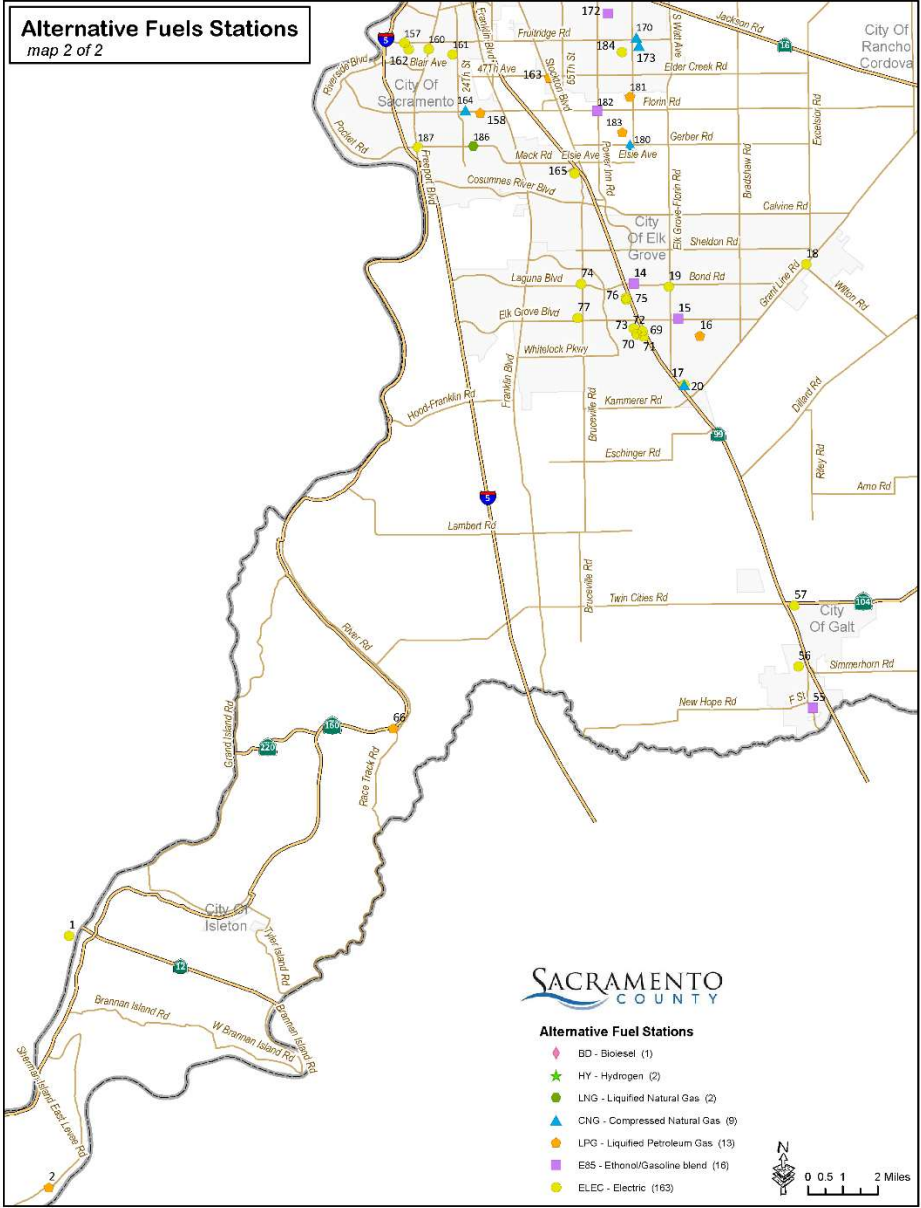 Alternative Fuels Stations
map 2 of 2
172
170
157
160
161
162
184
173
163
181
164
158
182
183
180
187
186
165
18
74
14
19
76
75
77
15
73
72
69
16
70
71
17
20
57
56
55
66
1
2
5
16
99
5
104
160
220
12
Jackson Rd
City Of
Rancho
Cordova
Franklin Blvd
S Watt Ave
Fruitridge Rd
Stockton Blvd
65Th St
Elder Creek Rd
Riverside Blvd
Blair Ave
47Th Ave
24Th St
City Of
Sacramento
Florin Rd
Excelsior Rd
Pocket Rd
Gerber Rd
Mack Rd
Elsie Ave
Elsie Ave
Power Inn Rd
Bradshaw Rd
Freeport Blvd
Cosumnes River Blvd
Elk Grove-Florin Rd
Calvine Rd
City
Of Elk
Grove
Sheldon Rd
Laguna Blvd
Bond Rd
Grant Line Rd
Wilton Rd
Elk Grove Blvd
Whitelock Pkwy
Franklin Blvd
Hood-Franklin Rd
Bruceville Rd
Kammerer Rd
Dillard Rd
Eschinger Rd
Riley Rd
Arno Rd
Lambert Rd
Bruceville Rd
Twin Cities Rd
City
Of Galt
River Rd
Simmerhorn Rd
F St
New Hope Rd
Grand Island Rd
Race Track Rd
City Of
Isleton
Tyler Island Rd
Brannan Island Rd
W Brannan Island Rd
Brannan Island Rd
Sherman Island East Levee Rd
SACRAMENTO
COUNTY
Alternative Fuel Stations
BD - Bioiesel (1)
HY - Hydrogen (2)
LNG - Liquified Natural Gas (2)
CNG - Compressed Natural Gas (9)
LPG - Liquified Petroleum Gas (13)
E85 - Ethonol/Gasoline blend (16)
ELEC - Electric (163)
N
0 0.5 1 2 Miles